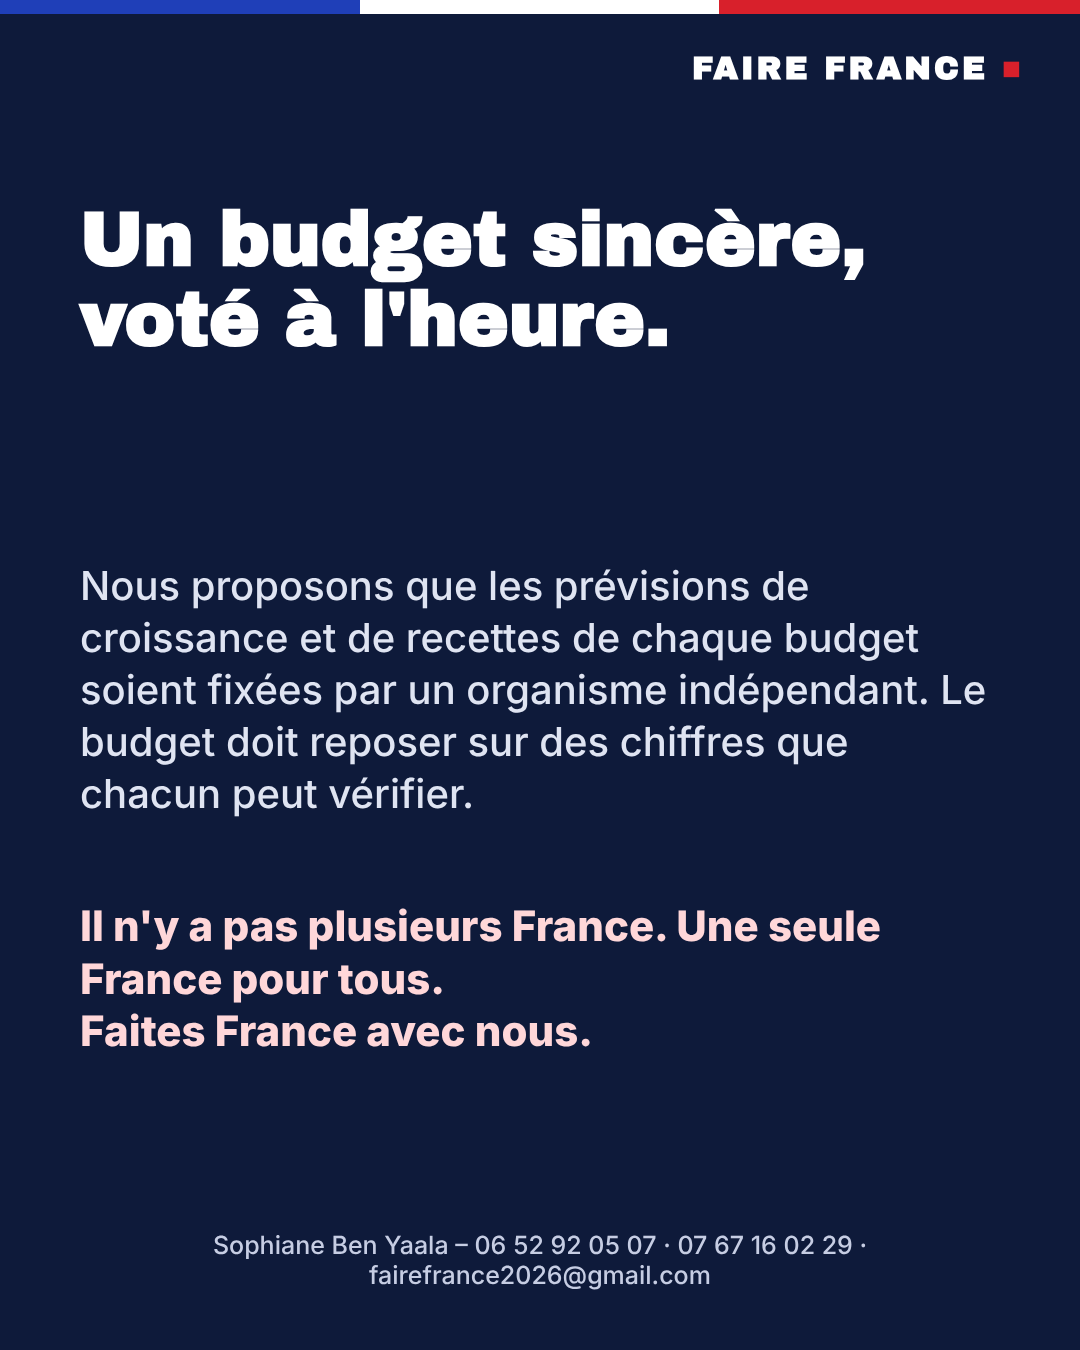 FAIRE FRANCE
Un budget sincère,
voté à l'heure.
Nous proposons que les prévisions de
croissance et de recettes de chaque budget
soient fixées par un organisme indépendant. Le
budget doit reposer sur des chiffres que
chacun peut vérifier.
Il n'y a pas plusieurs France. Une seule
France pour tous.
Faites France avec nous.
Sophiane Ben Yaala – 06 52 92 05 07 · 07 67 16 02 29 ·
fairefrance2026@gmail.com